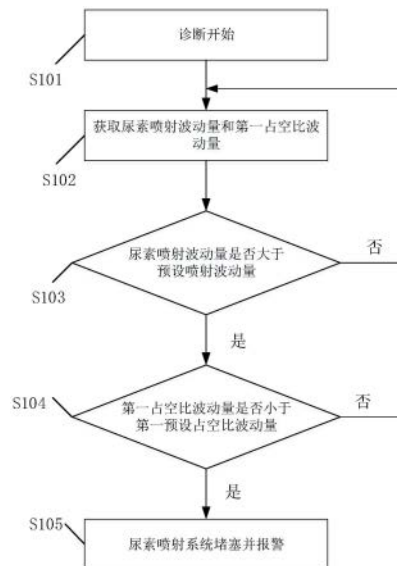 诊断开始
S101
获取尿素喷射波动量和第一占空比波
动量
S102
尿素喷射波动量是否大于
预设喷射波动量
否
S103
是
S104
第一占空比波动量是否小于
第一预设占空比波动量
否
是
S105
尿素喷射系统堵塞并报警